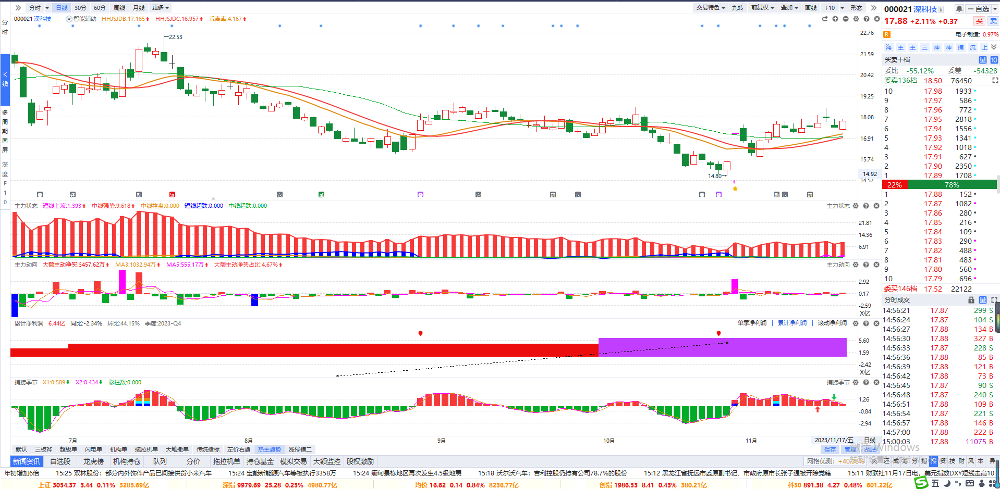 分时 日线 30分 60分 周线 月线 更多 交易特色 九转 前复权 叠加 画线 F10 形态
000021 深科技 智能辅助 HHJSJDB:17.165 HHJSJDC:16.957 乖离率:4.167
分时
K线
多周期同屏
深度F10
22.53
14.80
22.76
21.59
20.42
19.25
18.08
16.91
15.74
14.92
14.57
主力状态 短线上攻:1.393 中线强势:9.618 中线控盘:0.000 短线超跌:0.000 中线超跌:0.000 主力状态
21.81
14.36
6.91
主力动向 大额主动净买:3457.62万 MA3:1032.94万 MA5:555.17万 大额主动净买占比:4.67% 主力动向
2.92
0.17
-2.59
X亿
累计净利润 6.44亿 同比:-2.34% 环比:44.15% 季度:2023-Q4 单季净利润 累计净利润 滚动净利润
5.60
1.59
-2.42
X亿
捕捞季节 X1:0.589 X2:0.434 彩柱数:0.000 捕捞季节
1.26
-0.84
-2.94
7月 8月 9月 10月 11月 2023/11/17/五 日线
默认 三板斧 超级单 闪电单 机构单 拖拉机单 大笔撤单 传统指标 左价右趋 热主趋势 涨停横二 保存 管理 战法
新闻资讯 自选股 龙虎榜 机构持仓 队列 分价 拖拉机单 持仓基金 模拟交易 大额监控 股权激励 网格优测: +40.38% 还 成 筹 分 指 报 资 技 财 风 本 异
年初增加6倍 15:25 双林股份：部分内外饰件产品已间接供货小米汽车 15:24 宝能新能源汽车等被执行3358万 15:24 缅甸景栋地区再次发生4.5级地震 15:18 沃尔沃汽车：吉利控股仍持有公司78.7%的股份 15:12 黑龙江省抚远市委原副书记、市政府原市长张子通被开除党籍 15:11 财联社11月17日电，美元指数DXY短线走高10
上证 3054.37 3.44 0.11% 3285.69亿 深指 9979.69 25.28 0.25% 4980.77亿 均价 16.62 0.14 0.84% 8236.77亿 创指 1986.53 8.41 0.43% 380.21亿 科50 891.38 4.27 0.48% 601.22亿
000021 深科技 自选
17.88 +2.11% +0.37 买 卖
R 电子制造: 0.97%
海 主 主 三 神 神 捕 流 上
买卖十档 量 10
委比 -55.12% 委差 -54328
委卖136档 18.50 76450
10 17.98 1933
9 17.97 586
8 17.96 772
7 17.95 2818
6 17.94 1556
5 17.93 1341
4 17.92 1018
3 17.91 627
2 17.90 2350
1 17.89 1708
22% 78%
1 17.88 152
2 17.87 1082
3 17.86 280
4 17.85 216
5 17.84 109
6 17.83 290
7 17.82 488
8 17.81 483
9 17.80 560
10 17.79 696
委买146档 17.52 22122
分时成交 量
14:56:21 17.87 299 S
14:56:24 17.87 104 S
14:56:27 17.88 134 B
14:56:30 17.88 327 B
14:56:33 17.87 228 S
14:56:36 17.88 85 B
14:56:39 17.88 121 B
14:56:42 17.88 73 B
14:56:45 17.87 90 S
14:56:48 17.87 240 S
14:56:51 17.88 109 B
14:56:54 17.87 221 S
14:56:57 17.88 146 B
14:57:00 17.88 222 B
15:00:03 17.88 11075 B
激活 Windows
五